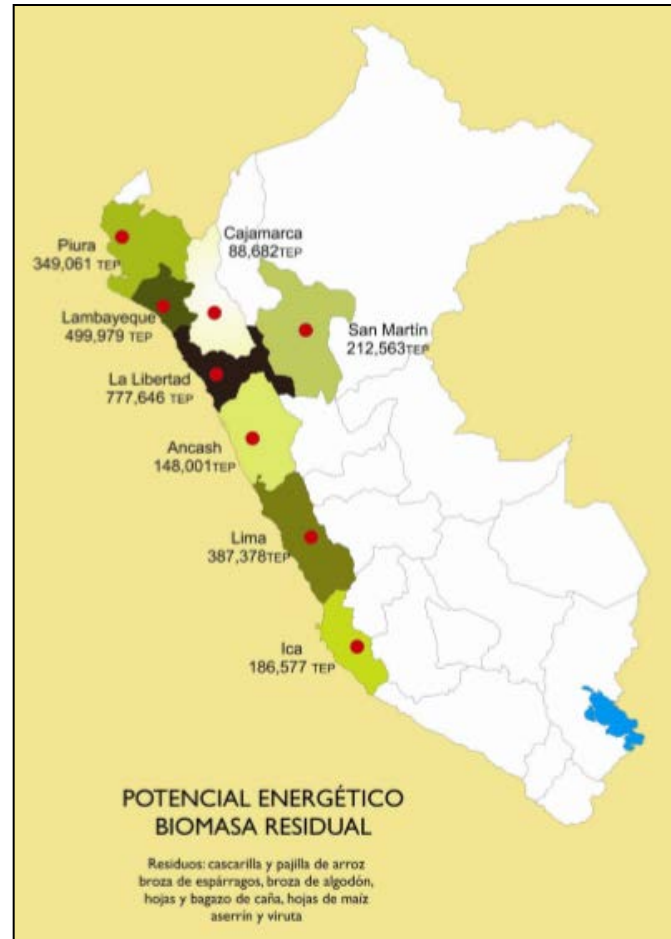 Cajamarca
88,682TEP
Piura
349,061 TEP
Lambayeque
499,979 TEP
San Martín
212,563TEP
La Libertad
777,646 TEP
Ancash
148,001TEP
Lima
387,378TEP
Ica
186,577 TEP
POTENCIAL ENERGÉTICO
BIOMASA RESIDUAL
Residuos: cascarilla y pajilla de arroz
broza de espárragos, broza de algodón,
hojas y bagazo de caña, hojas de maíz
aserrín y viruta